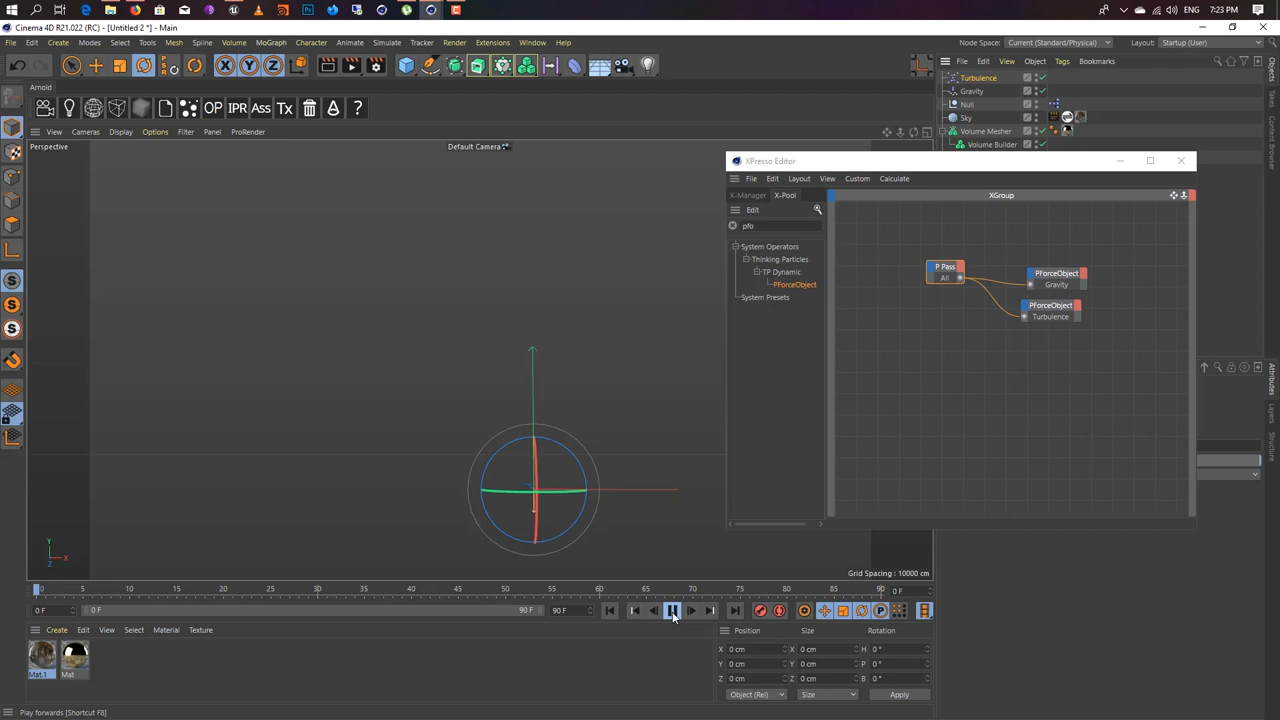 ENG 7:23 PM
Cinema 4D R21.022 (RC) - [Untitled 2 *] - Main
File Edit Create Modes Select Tools Mesh Spline Volume MoGraph Character Animate Simulate Tracker Render Extensions Window Help
Node Space: Current (Standard/Physical) Layout: Startup (User)
X Y Z
File Edit View Object Tags Bookmarks
Arnold
Turbulence
Gravity
Null
Sky
Volume Mesher
Volume Builder
OP IPR Ass Tx ?
View Cameras Display Options Filter Panel ProRender
Perspective
Default Camera
XPresso Editor
File Edit Layout View Custom Calculate
X-Manager X-Pool
XGroup
Edit
pfo
System Operators
Thinking Particles
TP Dynamic
PForceObject
System Presets
P Pass
All
PForceObject
Gravity
PForceObject
Turbulence
Objects
Takes
Content Browser
Attributes
Layers
Structure
Y
X
Z
Grid Spacing : 10000 cm
0 5 10 15 20 25 30 35 40 45 50 55 60 65 70 75 80 85 90 0 F
0 F 0 F 90 F 90 F
Create Edit View Select Material Texture
Position Size Rotation
X 0 cm X 0 cm H 0 °
Y 0 cm Y 0 cm P 0 °
Z 0 cm Z 0 cm B 0 °
Object (Rel) Size Apply
Mat.1 Mat
Play forwards [Shortcut F8]